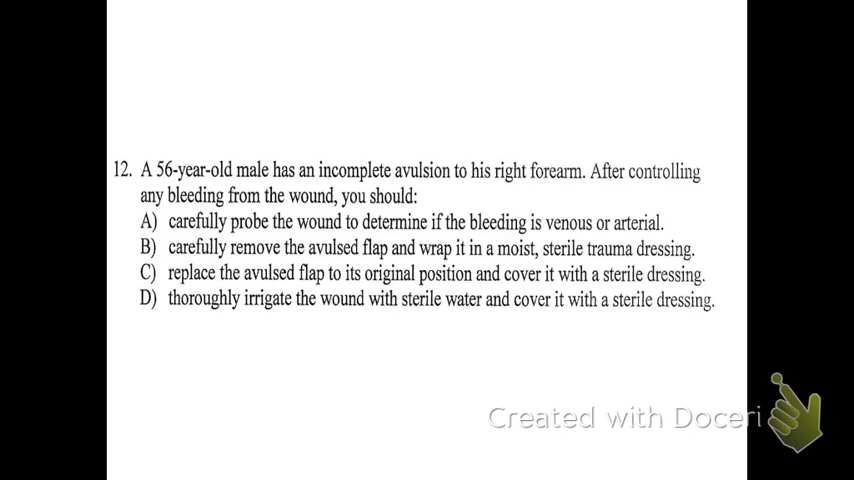 12. A 56-year-old male has an incomplete avulsion to his right forearm. After controlling
any bleeding from the wound, you should:
A) carefully probe the wound to determine if the bleeding is venous or arterial.
B) carefully remove the avulsed flap and wrap it in a moist, sterile trauma dressing.
C) replace the avulsed flap to its original position and cover it with a sterile dressing.
D) thoroughly irrigate the wound with sterile water and cover it with a sterile dressing.
Created with Doceri